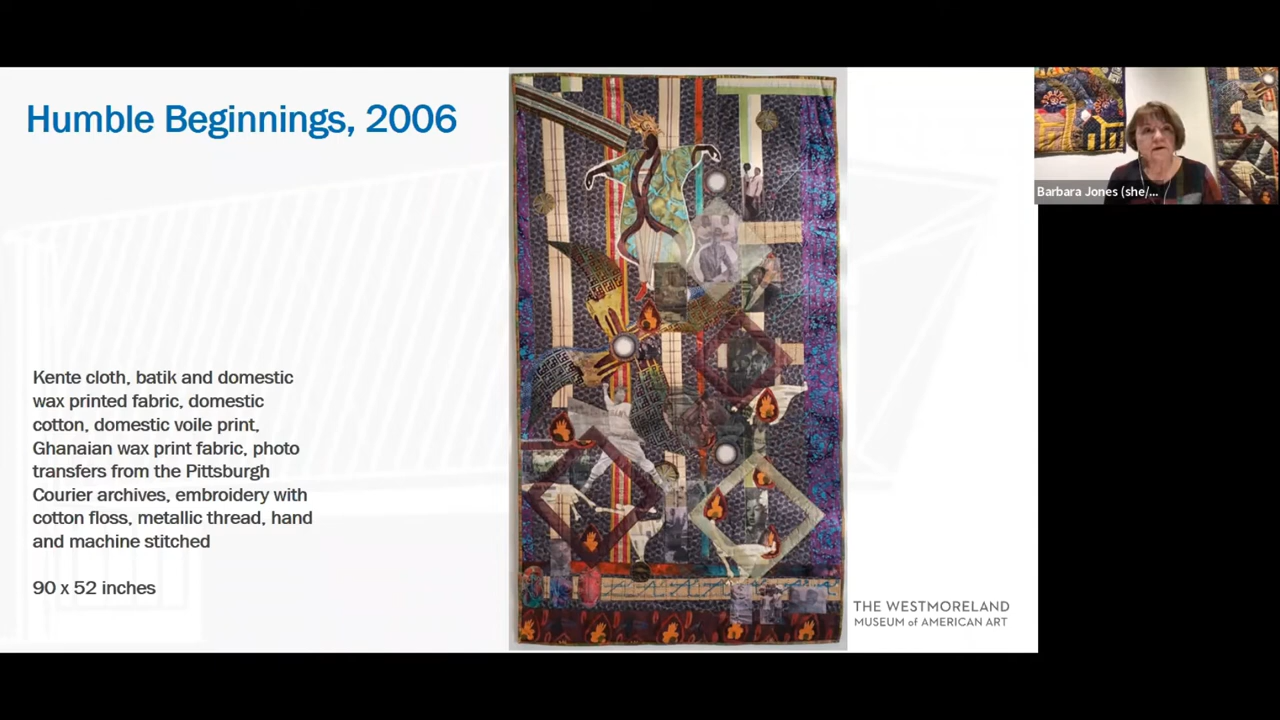 Humble Beginnings, 2006
Kente cloth, batik and domestic
wax printed fabric, domestic
cotton, domestic voile print,
Ghanaian wax print fabric, photo
transfers from the Pittsburgh
Courier archives, embroidery with
cotton floss, metallic thread, hand
and machine stitched
90 x 52 inches
THE WESTMORELAND
MUSEUM of AMERICAN ART
Barbara Jones (she/...